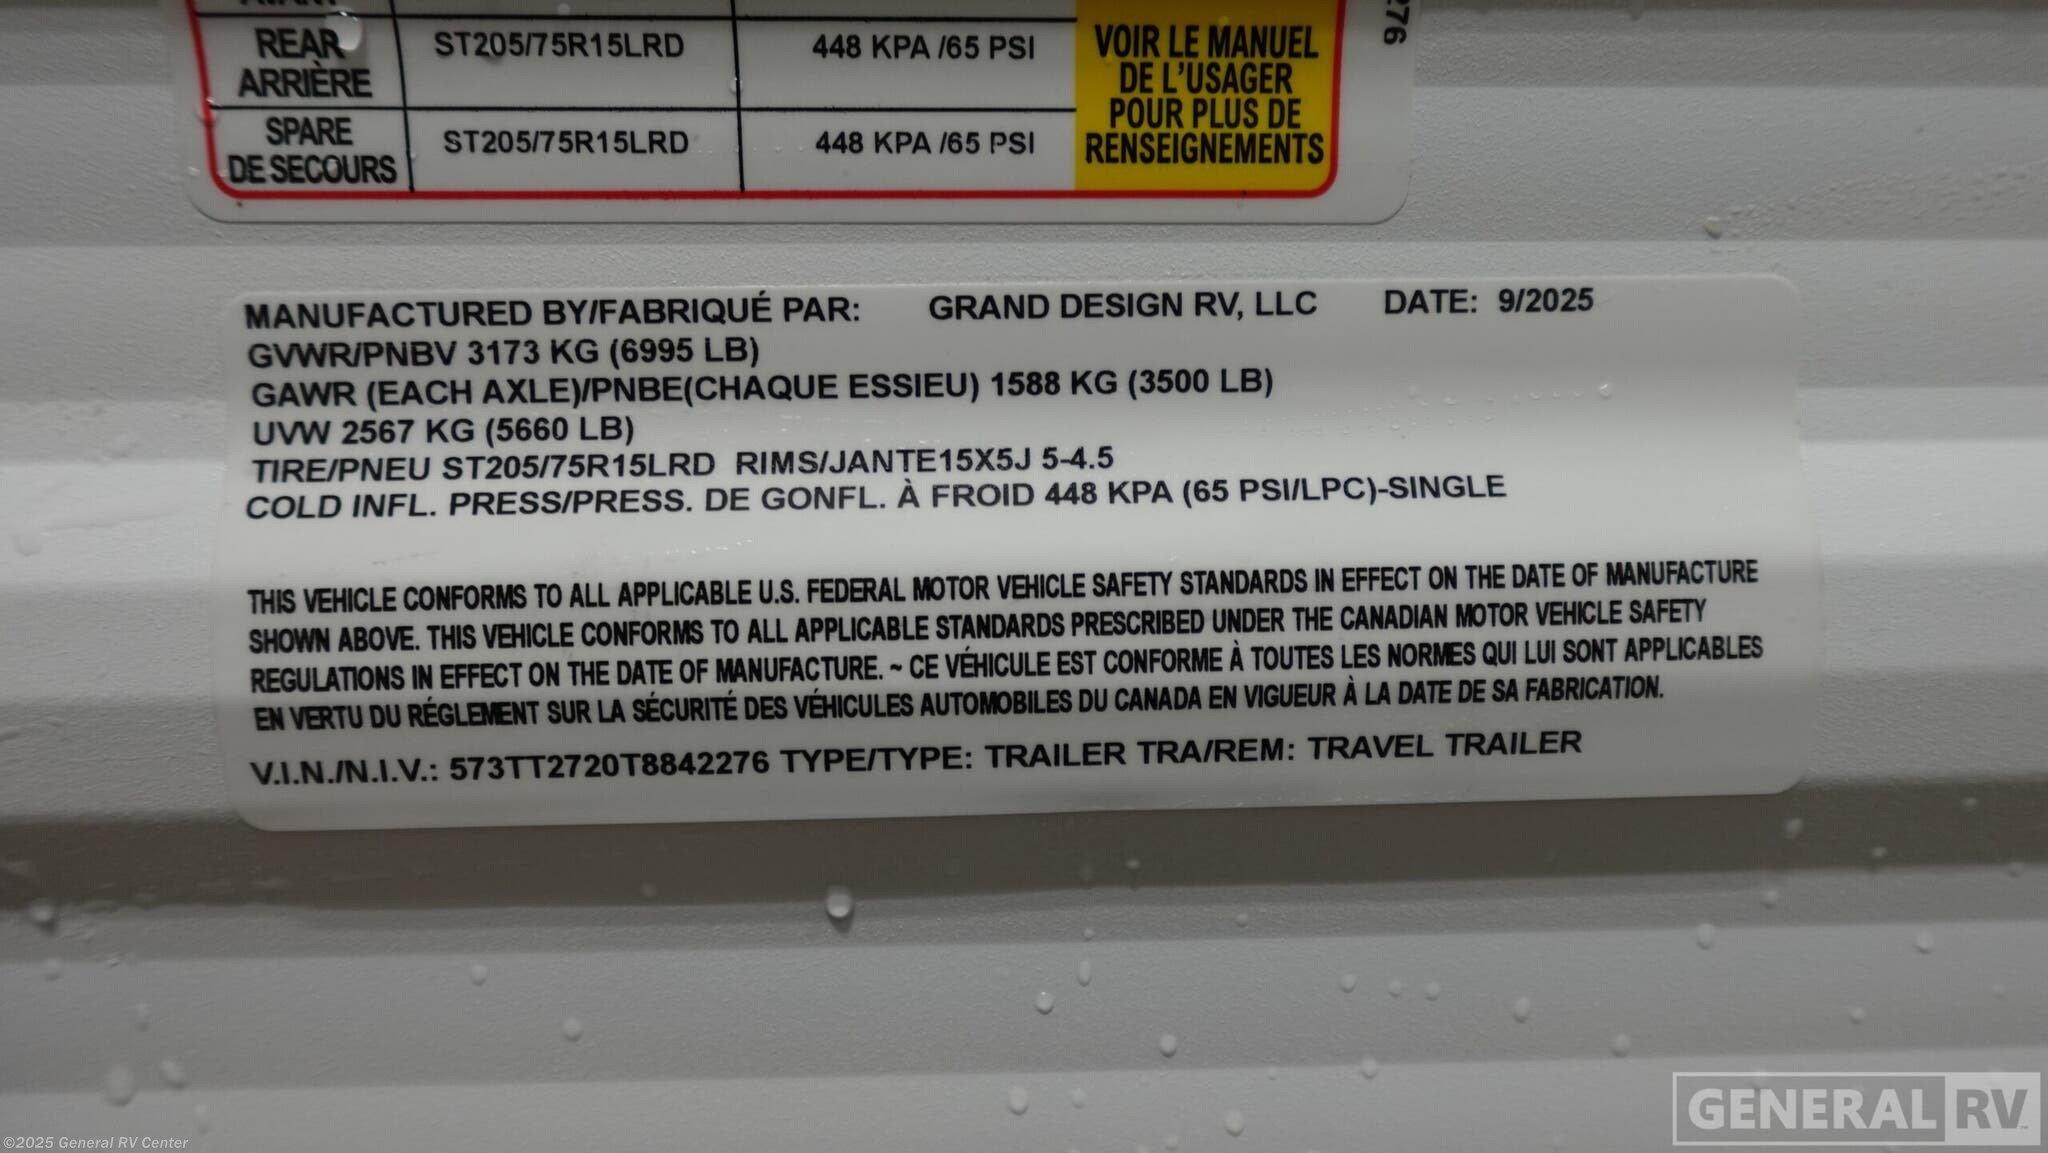 REAR ST205/75R15LRD 448 KPA /65 PSI
ARRIÈRE
SPARE ST205/75R15LRD 448 KPA /65 PSI
DE SECOURS
VOIR LE MANUEL
DE L'USAGER
POUR PLUS DE
RENSEIGNEMENTS
276
MANUFACTURED BY/FABRIQUÉ PAR: GRAND DESIGN RV, LLC DATE: 9/2025
GVWR/PNBV 3173 KG (6995 LB)
GAWR (EACH AXLE)/PNBE(CHAQUE ESSIEU) 1588 KG (3500 LB)
UVW 2567 KG (5660 LB)
TIRE/PNEU ST205/75R15LRD RIMS/JANTE15X5J 5-4.5
COLD INFL. PRESS/PRESS. DE GONFL. À FROID 448 KPA (65 PSI/LPC)-SINGLE
THIS VEHICLE CONFORMS TO ALL APPLICABLE U.S. FEDERAL MOTOR VEHICLE SAFETY STANDARDS IN EFFECT ON THE DATE OF MANUFACTURE
SHOWN ABOVE. THIS VEHICLE CONFORMS TO ALL APPLICABLE STANDARDS PRESCRIBED UNDER THE CANADIAN MOTOR VEHICLE SAFETY
REGULATIONS IN EFFECT ON THE DATE OF MANUFACTURE. ~ CE VÉHICULE EST CONFORME À TOUTES LES NORMES QUI LUI SONT APPLICABLES
EN VERTU DU RÉGLEMENT SUR LA SÉCURITÉ DES VÉHICULES AUTOMOBILES DU CANADA EN VIGUEUR À LA DATE DE SA FABRICATION.
V.I.N./N.I.V.: 573TT2720T8842276 TYPE/TYPE: TRAILER TRA/REM: TRAVEL TRAILER
GENERAL RV
©2025 General RV Center